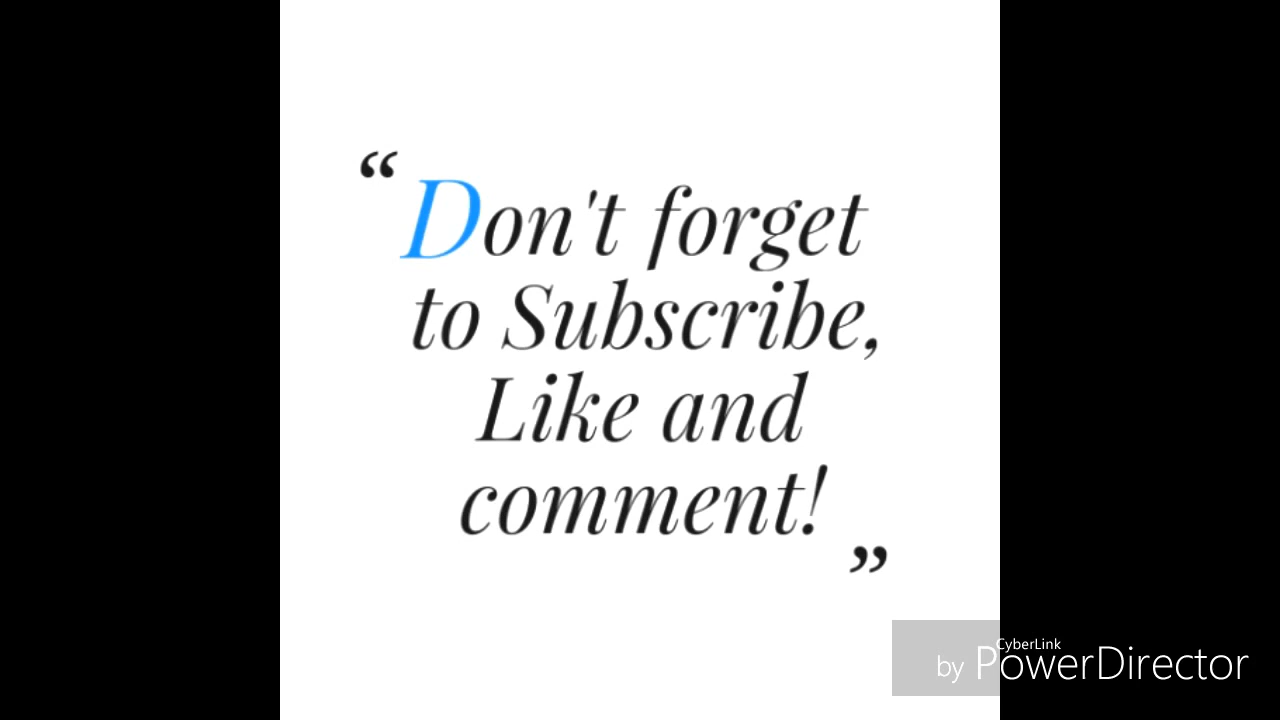 “Don't forget
to Subscribe,
Like and
comment!
”
CyberLink
by PowerDirector